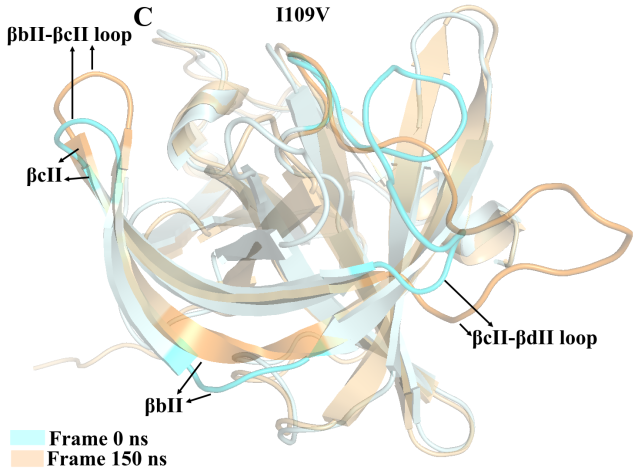 C
I109V
βbII-βcII loop
βcII
βcII-βdII loop
βbII
Frame 0 ns
Frame 150 ns